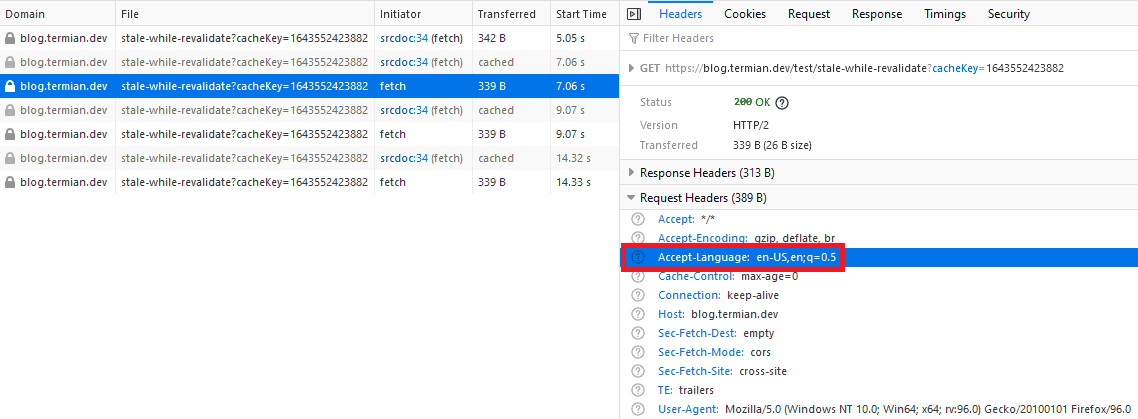 Domain File Initiator Transferred Start Time
blog.termian.dev stale-while-revalidate?cacheKey=1643552423882 srcdoc:34 (fetch) 342 B 5.05 s
blog.termian.dev stale-while-revalidate?cacheKey=1643552423882 srcdoc:34 (fetch) cached 7.06 s
blog.termian.dev stale-while-revalidate?cacheKey=1643552423882 fetch 339 B 7.06 s
blog.termian.dev stale-while-revalidate?cacheKey=1643552423882 srcdoc:34 (fetch) cached 9.07 s
blog.termian.dev stale-while-revalidate?cacheKey=1643552423882 fetch 339 B 9.07 s
blog.termian.dev stale-while-revalidate?cacheKey=1643552423882 srcdoc:34 (fetch) cached 14.32 s
blog.termian.dev stale-while-revalidate?cacheKey=1643552423882 fetch 339 B 14.33 s
Headers Cookies Request Response Timings Security
Filter Headers
GET https://blog.termian.dev/test/stale-while-revalidate?cacheKey=1643552423882
Status 200 OK ?
Version HTTP/2
Transferred 339 B (26 B size)
Response Headers (313 B)
Request Headers (389 B)
? Accept: */*
? Accept-Encoding: gzip, deflate, br
? Accept-Language: en-US,en;q=0.5
? Cache-Control: max-age=0
? Connection: keep-alive
? Host: blog.termian.dev
? Sec-Fetch-Dest: empty
? Sec-Fetch-Mode: cors
? Sec-Fetch-Site: cross-site
? TE: trailers
? User-Agent: Mozilla/5.0 (Windows NT 10.0; Win64; x64; rv:96.0) Gecko/20100101 Firefox/96.0